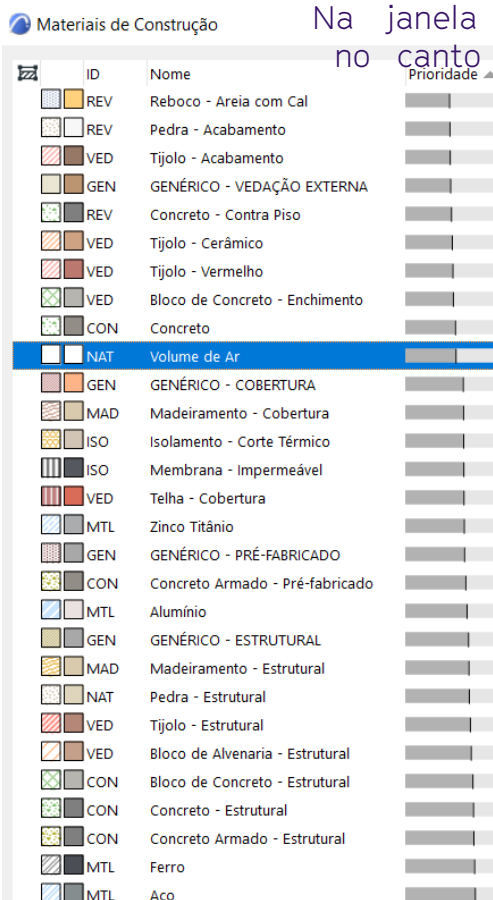 Materiais de Construção
Na janela
no canto
ID Nome Prioridade
REV Reboco - Areia com Cal
REV Pedra - Acabamento
VED Tijolo - Acabamento
GEN GENÉRICO - VEDAÇÃO EXTERNA
REV Concreto - Contra Piso
VED Tijolo - Cerâmico
VED Tijolo - Vermelho
VED Bloco de Concreto - Enchimento
CON Concreto
NAT Volume de Ar
GEN GENÉRICO - COBERTURA
MAD Madeiramento - Cobertura
ISO Isolamento - Corte Térmico
ISO Membrana - Impermeável
VED Telha - Cobertura
MTL Zinco Titânio
GEN GENÉRICO - PRÉ-FABRICADO
CON Concreto Armado - Pré-fabricado
MTL Alumínio
GEN GENÉRICO - ESTRUTURAL
MAD Madeiramento - Estrutural
NAT Pedra - Estrutural
VED Tijolo - Estrutural
VED Bloco de Alvenaria - Estrutural
CON Bloco de Concreto - Estrutural
CON Concreto - Estrutural
CON Concreto Armado - Estrutural
MTL Ferro
MTL Aço